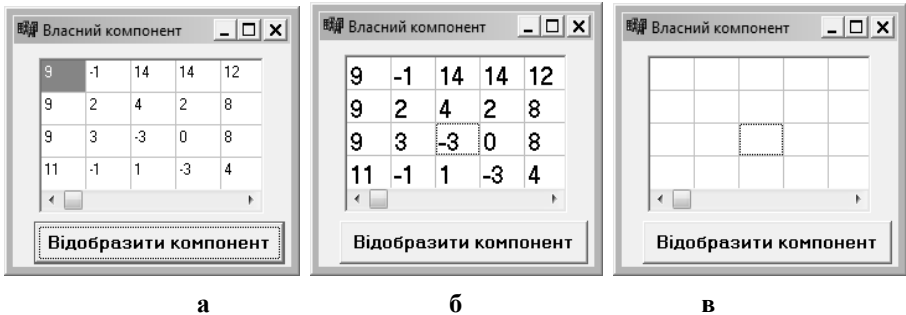 Власний компонент
9 -1 14 14 12
9 2 4 2 8
9 3 -3 0 8
11 -1 1 -3 4
Відобразити компонент
Власний компонент
9 -1 14 14 12
9 2 4 2 8
9 3 -3 0 8
11 -1 1 -3 4
Відобразити компонент
Власний компонент
Відобразити компонент
а б в